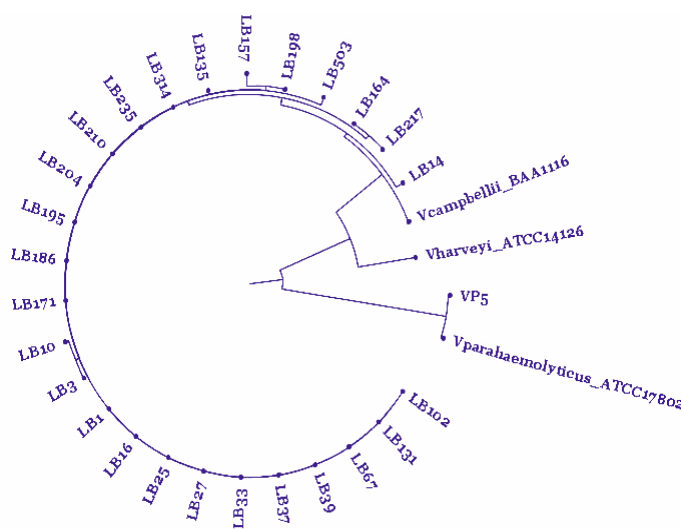 LB157
LB198
LB503
LB164
LB217
LB14
Vcampbellii_BAA1116
Vharveyi_ATCC14126
VP5
Vparahaemolyticus_ATCC17802
LB102
LB131
LB67
LB39
LB37
LB33
LB27
LB25
LB16
LB1
LB3
LB10
LB171
LB186
LB195
LB204
LB210
LB235
LB314
LB135